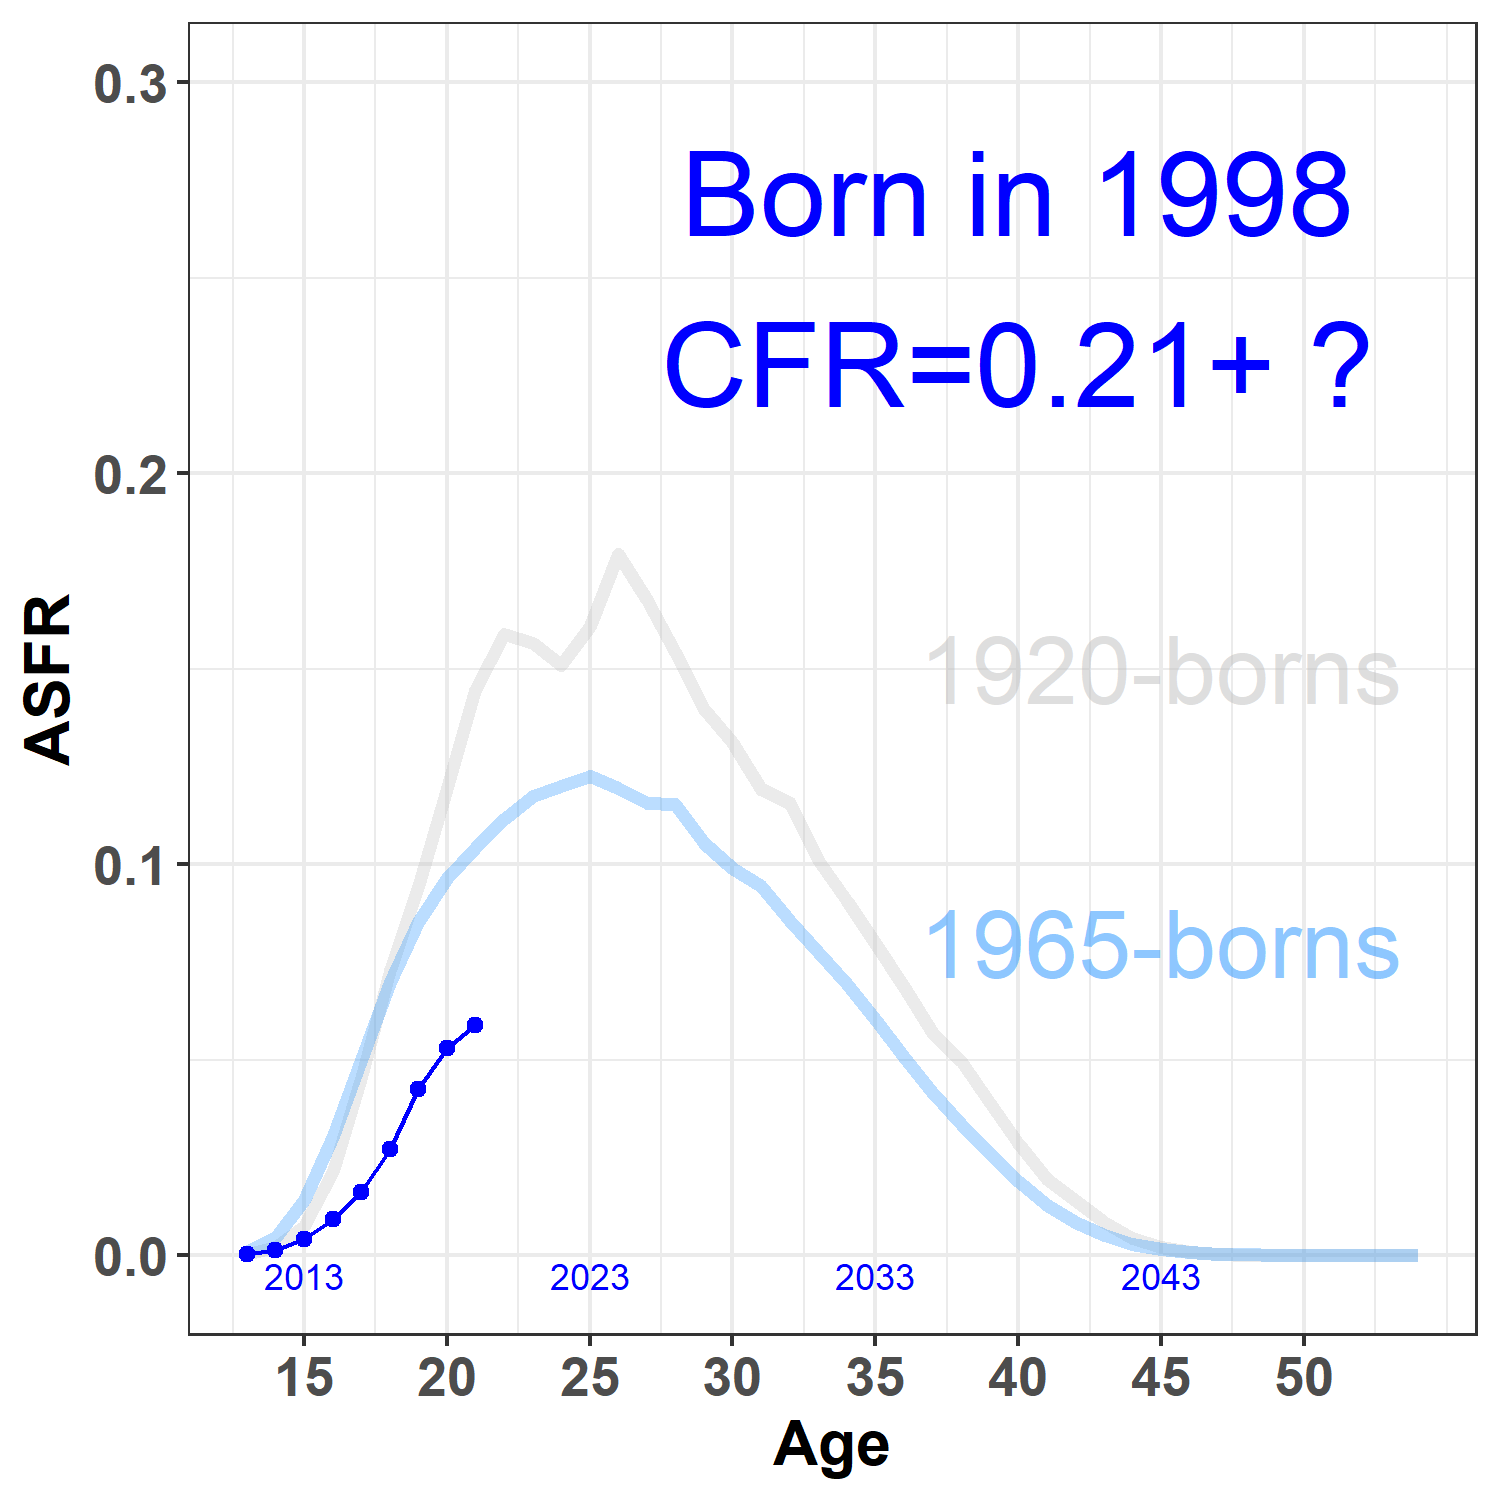 0.3
Born in 1998
CFR=0.21+ ?
0.2
1920-borns
ASFR
0.1
1965-borns
0.0
2013 2023 2033 2043
15 20 25 30 35 40 45 50
Age